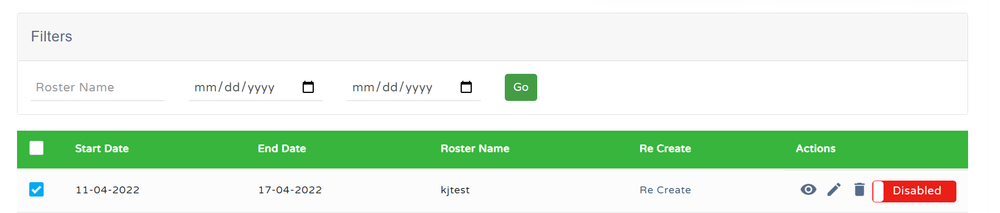 Filters
Roster Name mm/dd/yyyy mm/dd/yyyy Go
Start Date End Date Roster Name Re Create Actions
11-04-2022 17-04-2022 kjtest Re Create Disabled